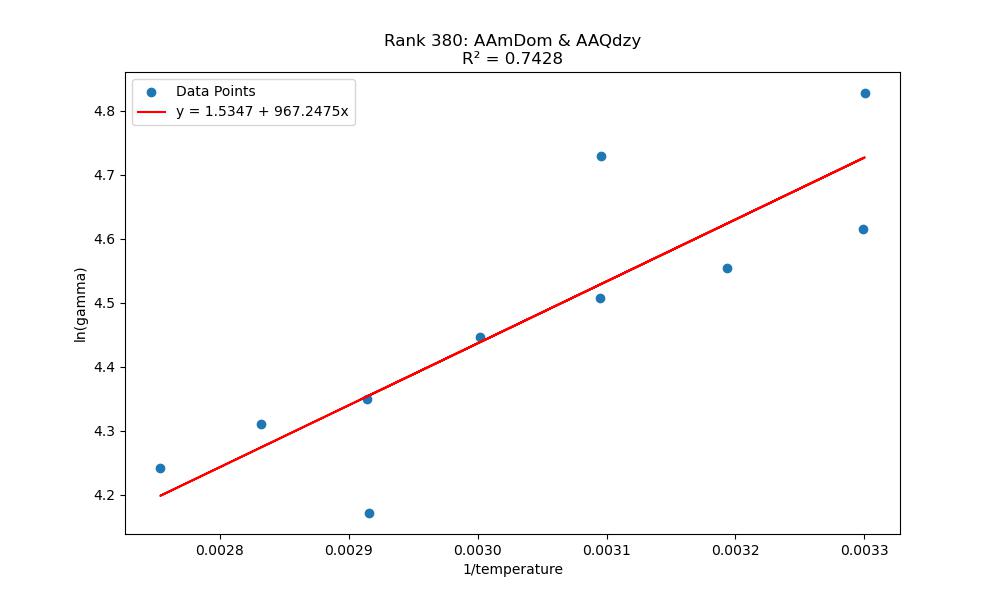 Rank 380: AAmDom & AAQdzy
R² = 0.7428
Data Points
y = 1.5347 + 967.2475x
4.8
4.7
4.6
4.5
4.4
4.3
4.2
ln(gamma)
0.0028
0.0029
0.0030
0.0031
0.0032
0.0033
1/temperature